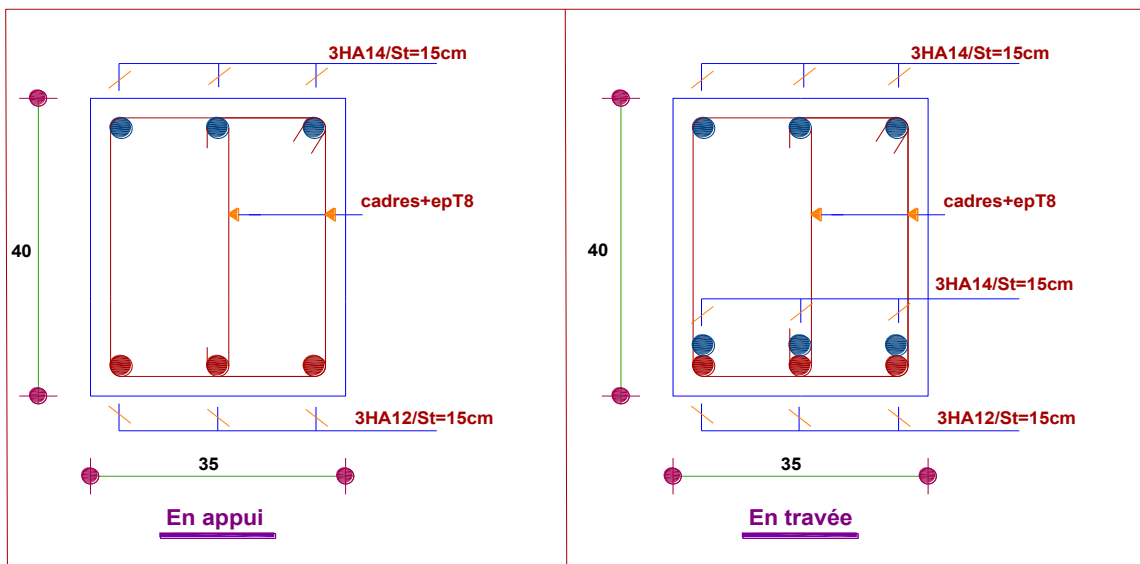 3HA14/St=15cm
cadres+epT8
40
3HA12/St=15cm
35
En appui
3HA14/St=15cm
cadres+epT8
40
3HA14/St=15cm
3HA12/St=15cm
35
En travée